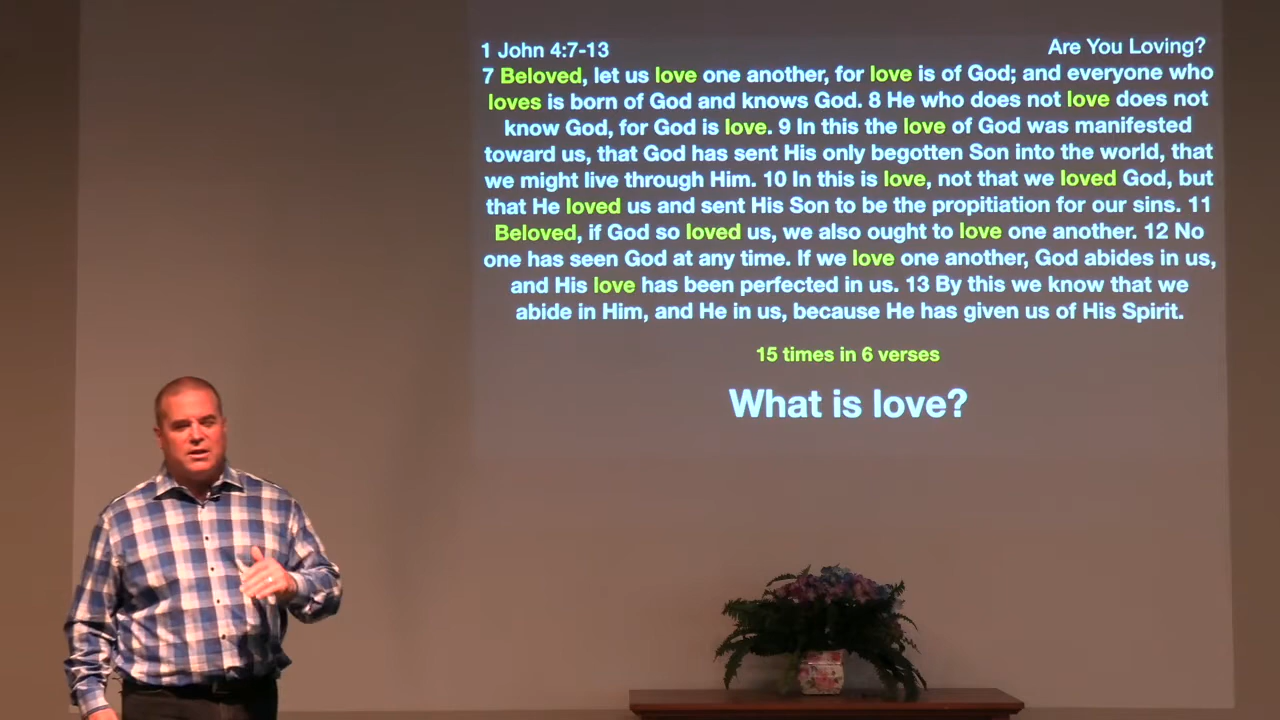 1 John 4:7-13 Are You Loving?
7 Beloved, let us love one another, for love is of God; and everyone who
loves is born of God and knows God. 8 He who does not love does not
know God, for God is love. 9 In this the love of God was manifested
toward us, that God has sent His only begotten Son into the world, that
we might live through Him. 10 In this is love, not that we loved God, but
that He loved us and sent His Son to be the propitiation for our sins. 11
Beloved, if God so loved us, we also ought to love one another. 12 No
one has seen God at any time. If we love one another, God abides in us,
and His love has been perfected in us. 13 By this we know that we
abide in Him, and He in us, because He has given us of His Spirit.
15 times in 6 verses
What is love?